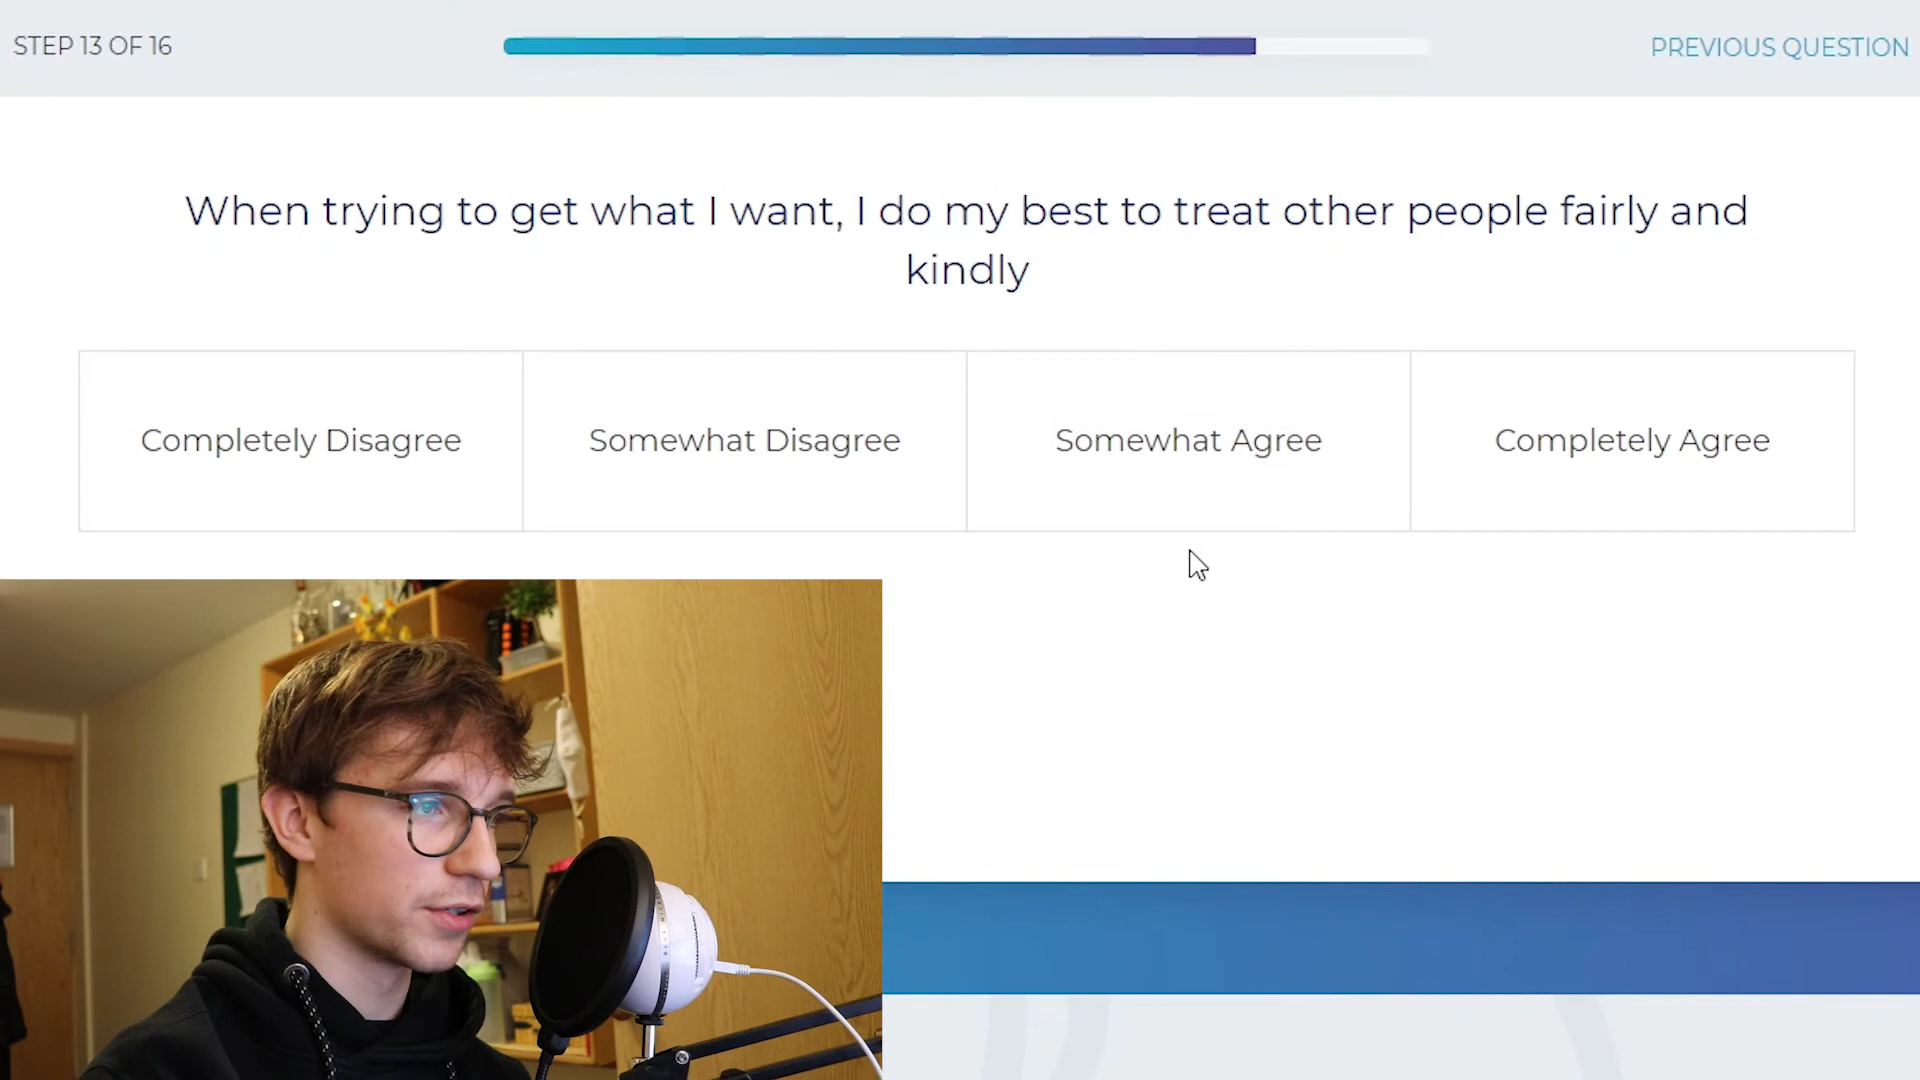 STEP 13 OF 16
PREVIOUS QUESTION
When trying to get what I want, I do my best to treat other people fairly and
kindly
Completely Disagree
Somewhat Disagree
Somewhat Agree
Completely Agree